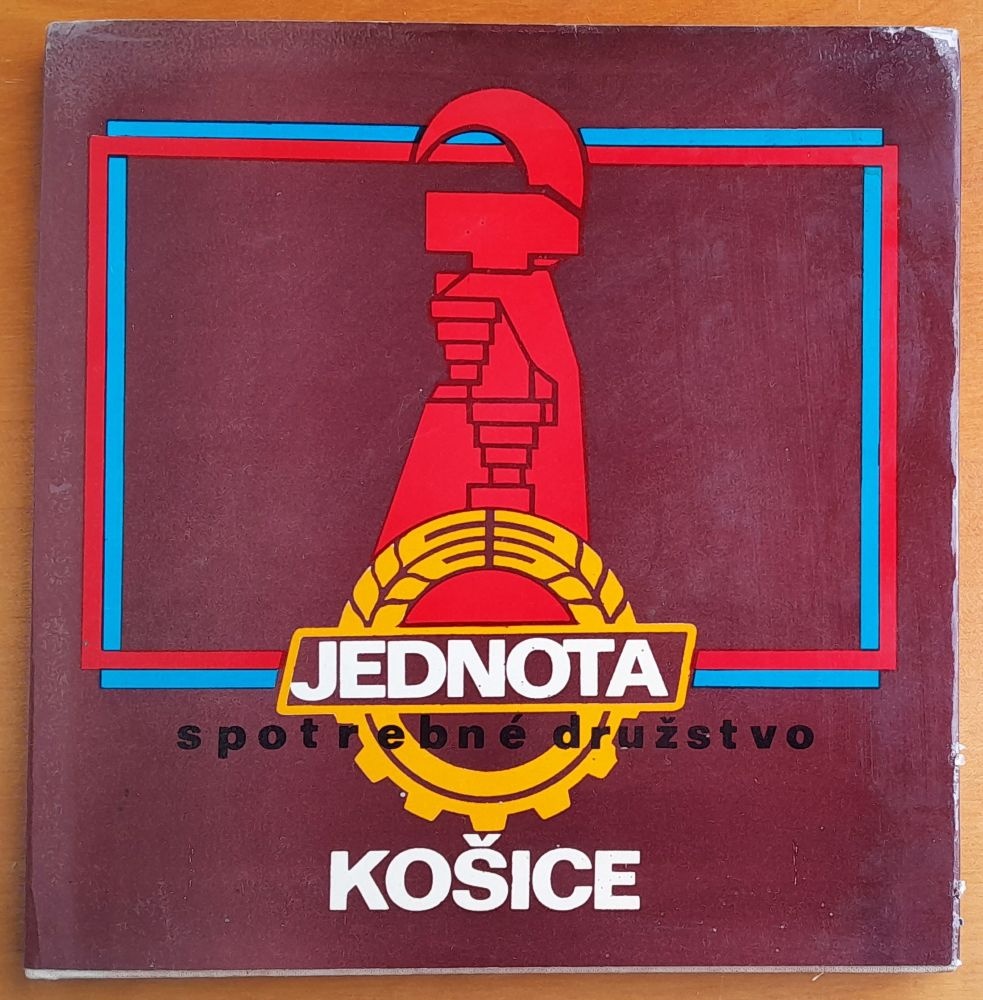 JEDNOTA
spotrebné družstvo
KOŠICE